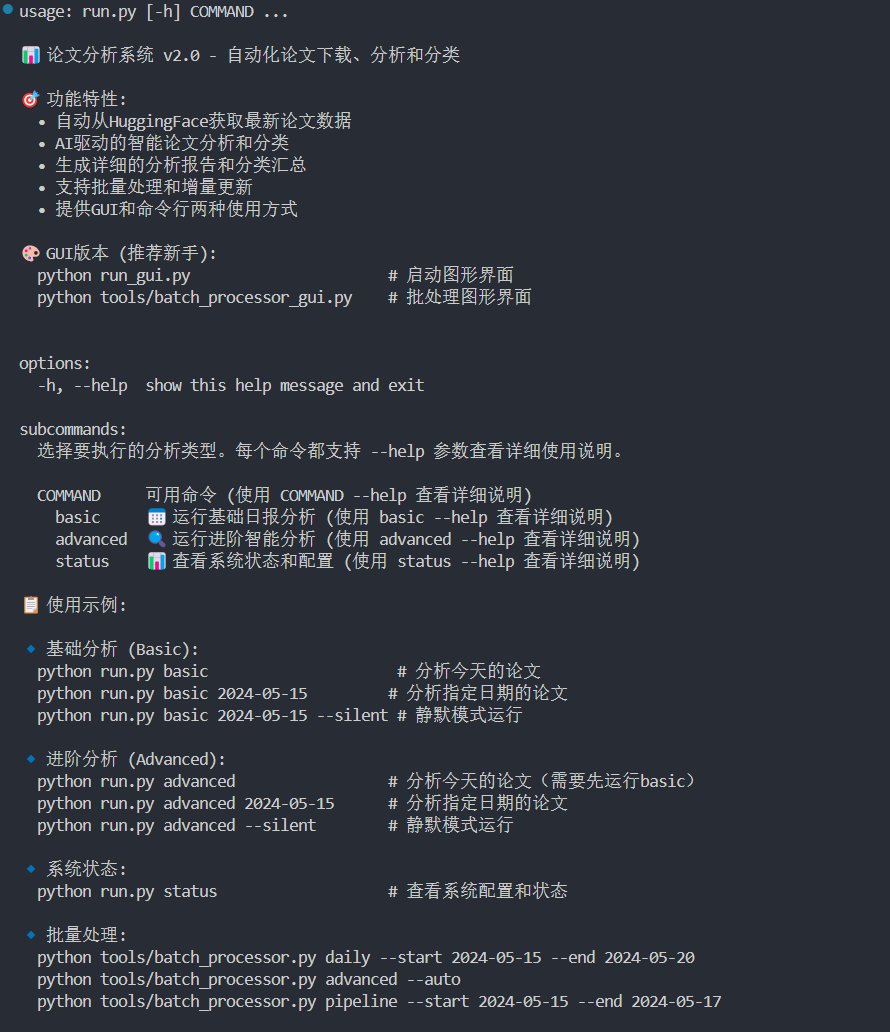 usage: run.py [-h] COMMAND ...
📊 论文分析系统 v2.0 - 自动化论文下载、分析和分类
🎯 功能特性:
• 自动从HuggingFace获取最新论文数据
• AI驱动的智能论文分析和分类
• 生成详细的分析报告和分类汇总
• 支持批量处理和增量更新
• 提供GUI和命令行两种使用方式
🎨 GUI版本 (推荐新手):
python run_gui.py # 启动图形界面
python tools/batch_processor_gui.py # 批处理图形界面
options:
-h, --help show this help message and exit
subcommands:
选择要执行的分析类型。每个命令都支持 --help 参数查看详细使用说明。
COMMAND 可用命令 (使用 COMMAND --help 查看详细说明)
basic 📅 运行基础日报分析 (使用 basic --help 查看详细说明)
advanced 🔍 运行进阶智能分析 (使用 advanced --help 查看详细说明)
status 📊 查看系统状态和配置 (使用 status --help 查看详细说明)
📋 使用示例:
🔹 基础分析 (Basic):
python run.py basic # 分析今天的论文
python run.py basic 2024-05-15 # 分析指定日期的论文
python run.py basic 2024-05-15 --silent # 静默模式运行
🔹 进阶分析 (Advanced):
python run.py advanced # 分析今天的论文（需要先运行basic）
python run.py advanced 2024-05-15 # 分析指定日期的论文
python run.py advanced --silent # 静默模式运行
🔹 系统状态:
python run.py status # 查看系统配置和状态
🔹 批量处理:
python tools/batch_processor.py daily --start 2024-05-15 --end 2024-05-20
python tools/batch_processor.py advanced --auto
python tools/batch_processor.py pipeline --start 2024-05-15 --end 2024-05-17